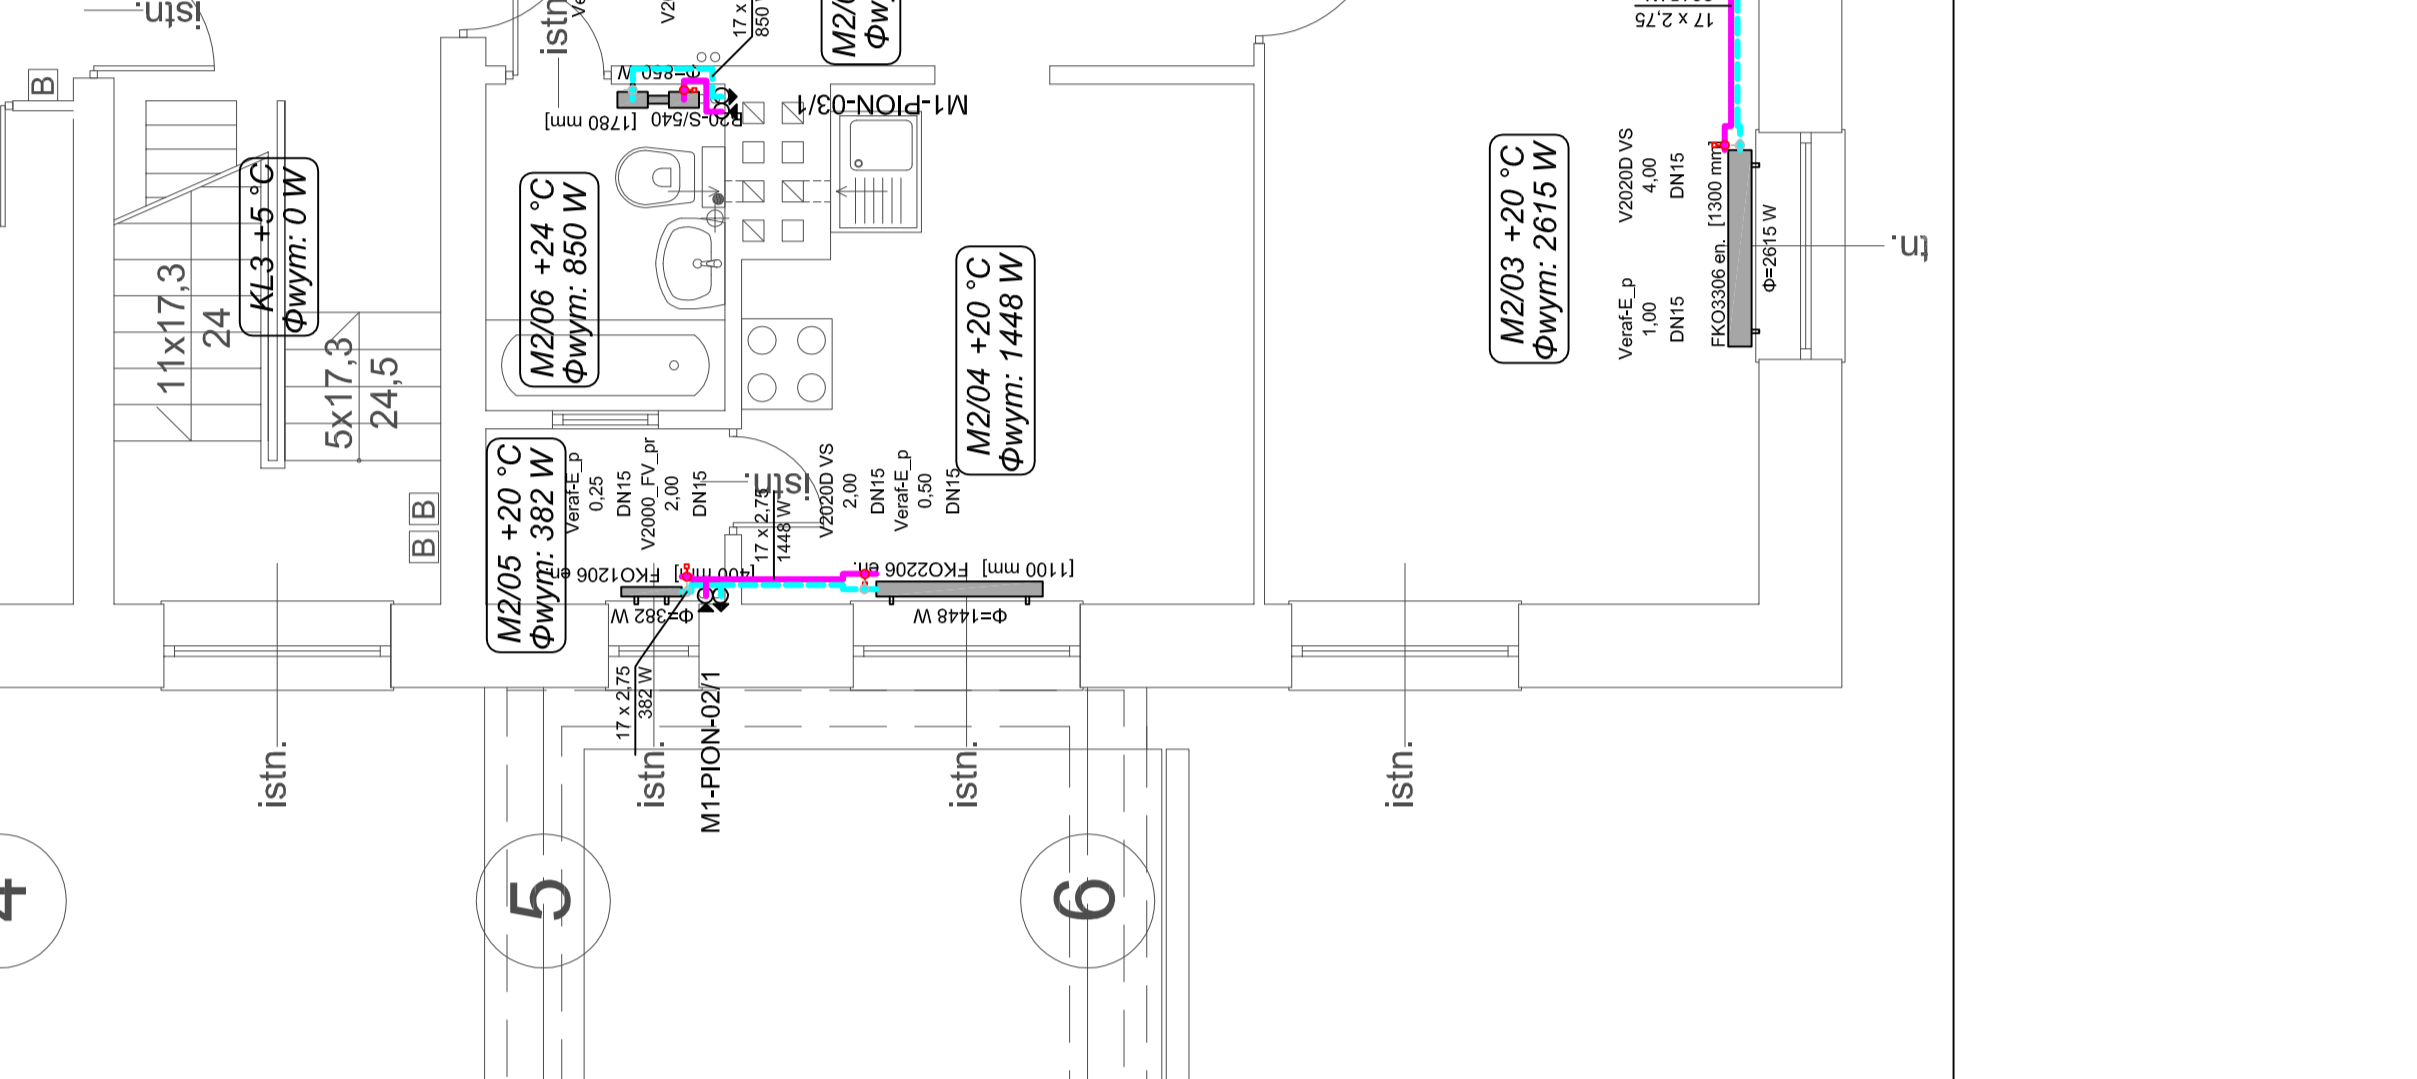 istn.
istn.
B
KL3 +5 °C
Φwym: 0 W
11x17,3
24
5x17,3
24,5
B
B
Φ=850 W
R20-S/540 [1780 mm]
17 x
850
M1-PION-03/1
M2/06 +24 °C
Φwym: 850 W
M2/04 +20 °C
Φwym: 1448 W
M2/03 +20 °C
Φwym: 2615 W
17 x 2,75
V2020D VS
4,00
DN15
Veraf-E_p
1,00
DN15
FKO3306 en. [1300 mm]
Φ=2615 W
tn.
M2/05 +20 °C
Φwym: 382 W
Veraf-E_p
0,25
DN15
V2000_FV_pr
2,00
DN15
istn.
17 x 2,75
1448 W
V2020D VS
2,00
DN15
Veraf-E_p
0,50
DN15
FKO1206 en. [400 mm]
FKO2206 en. [1100 mm]
Φ=382 W
Φ=1448 W
17 x 2,75
382 W
M1-PION-02/1
istn.
istn.
istn.
istn.
4
5
6